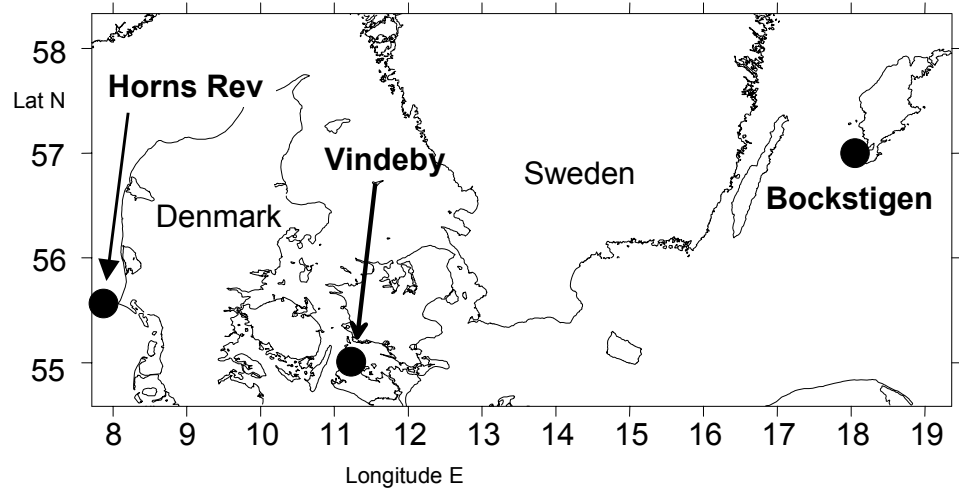 58
Horns Rev
Lat N
57
Vindeby
Sweden
Bockstigen
Denmark
56
55
8 9 10 11 12 13 14 15 16 17 18 19
Longitude E